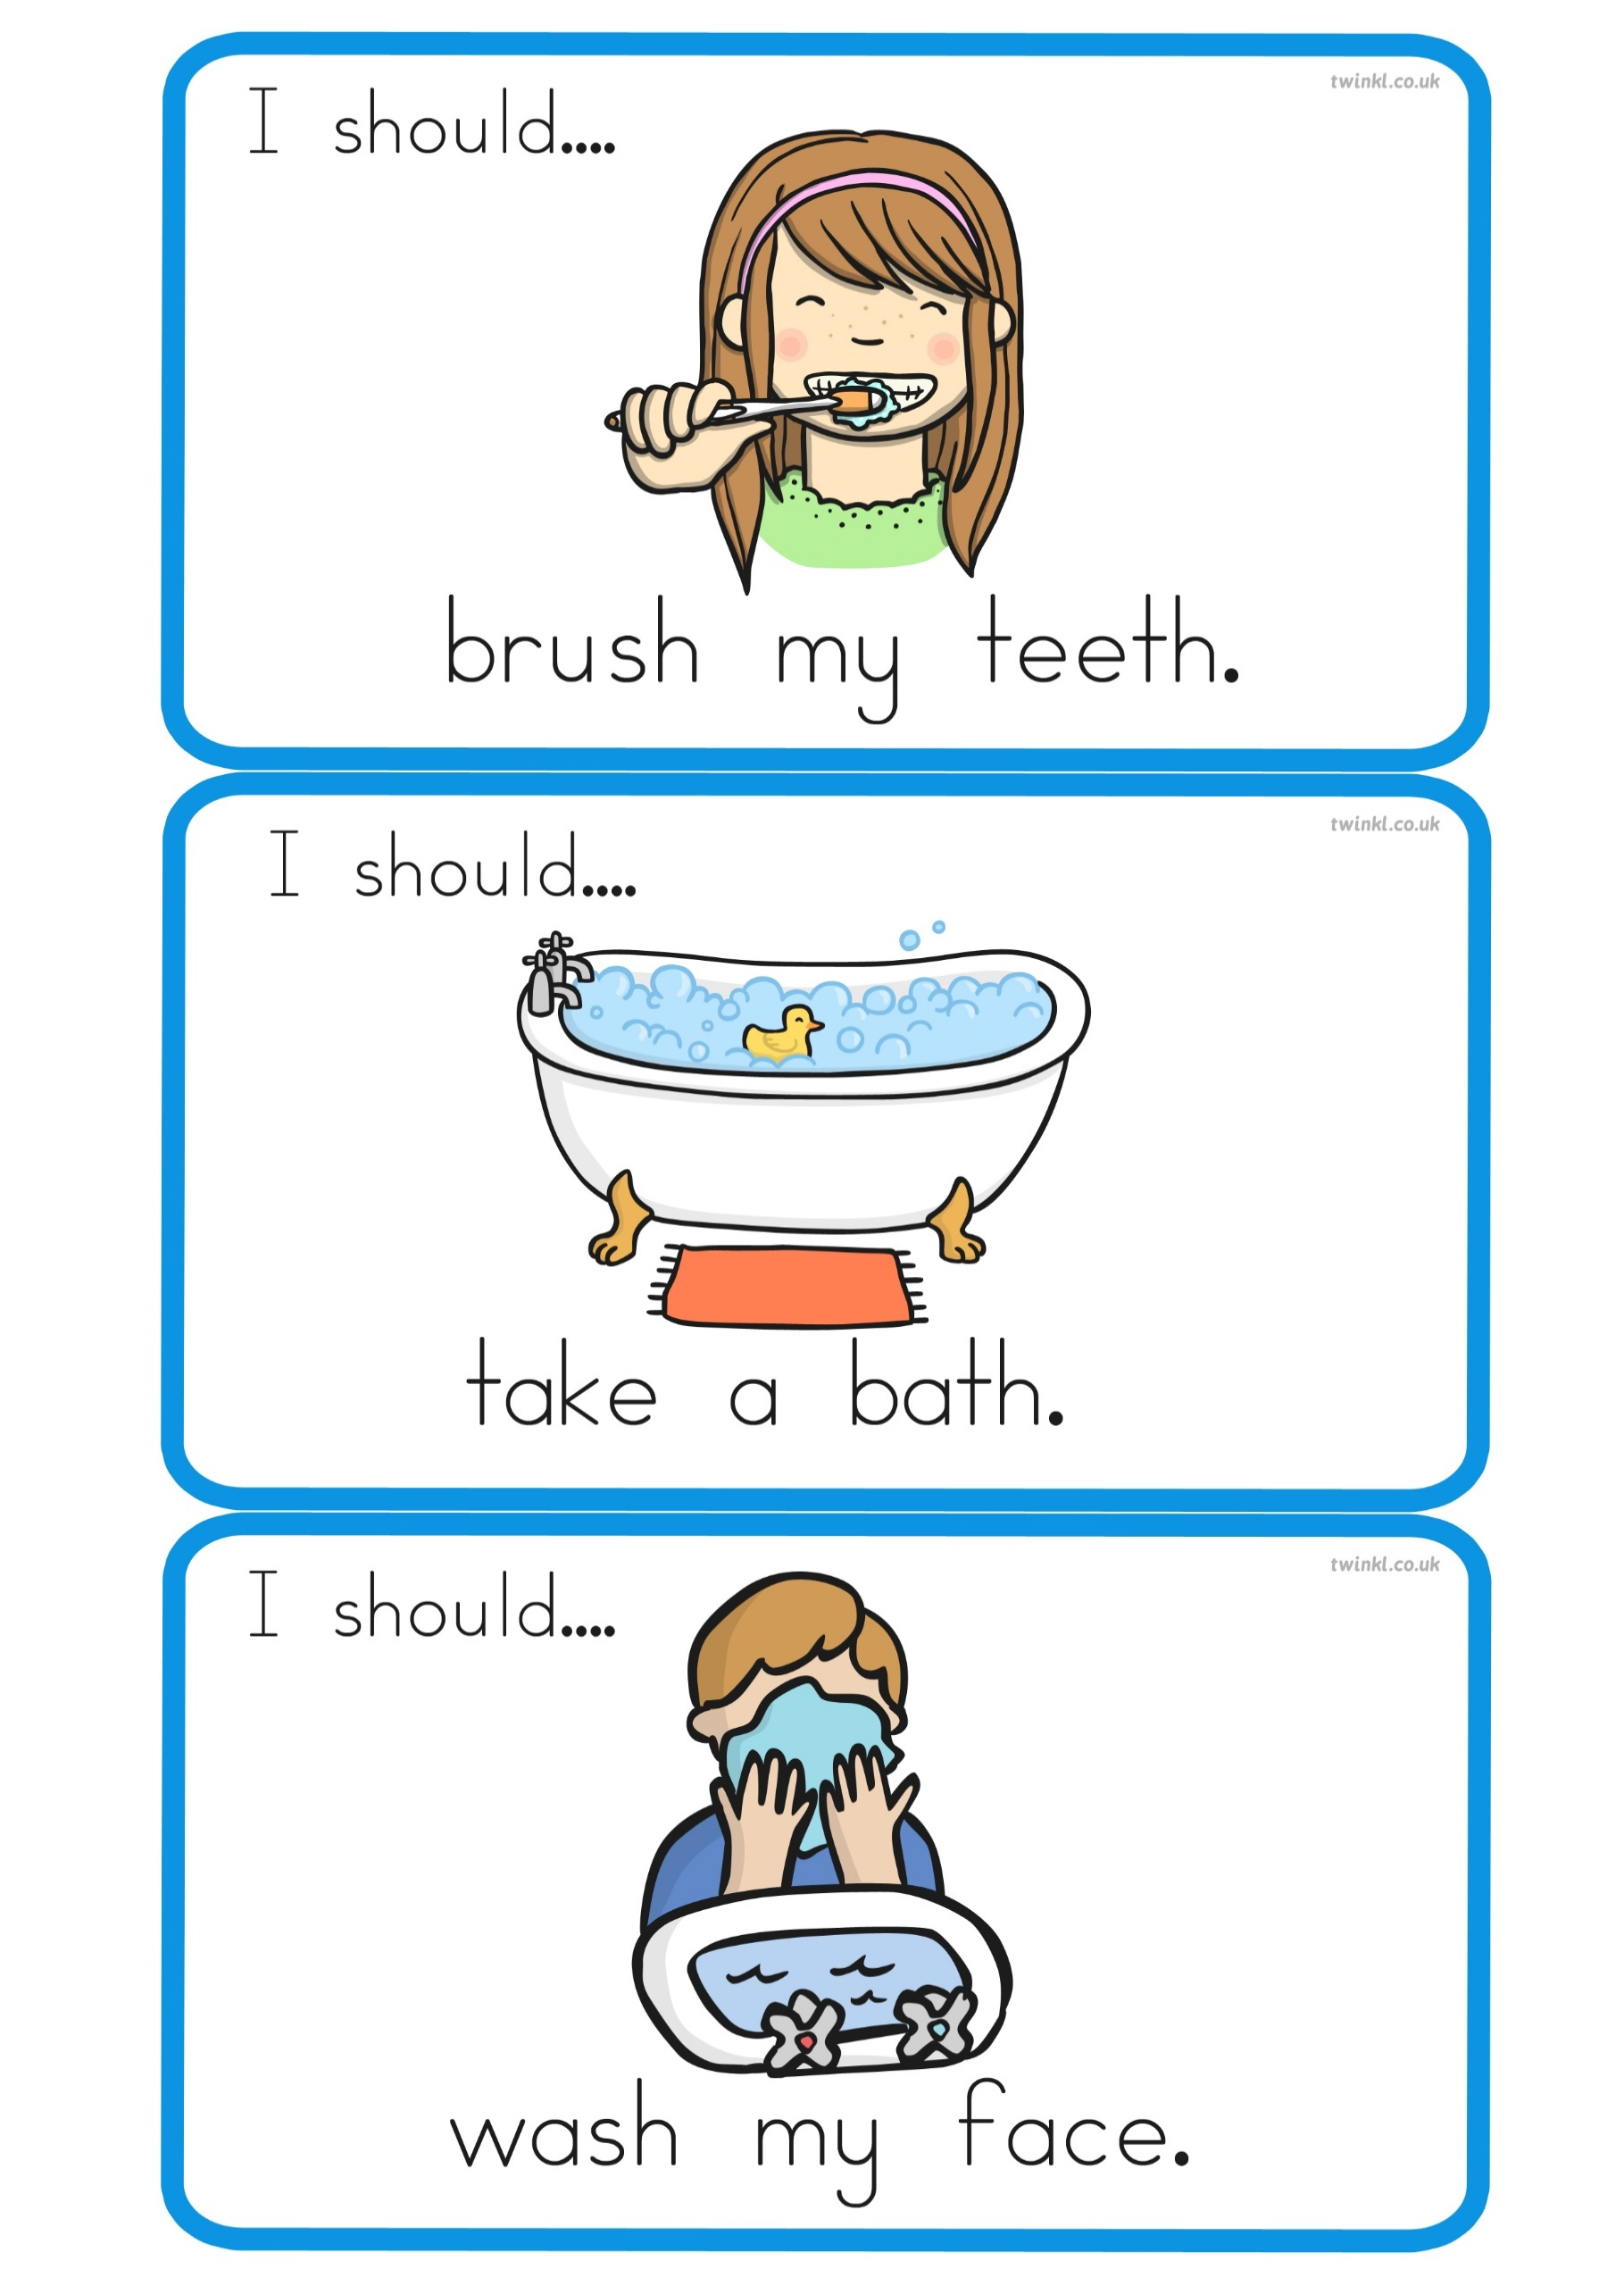 twinkl.co.uk
I should....
brush my teeth.
twinkl.co.uk
I should....
take a bath.
twinkl.co.uk
I should....
wash my face.